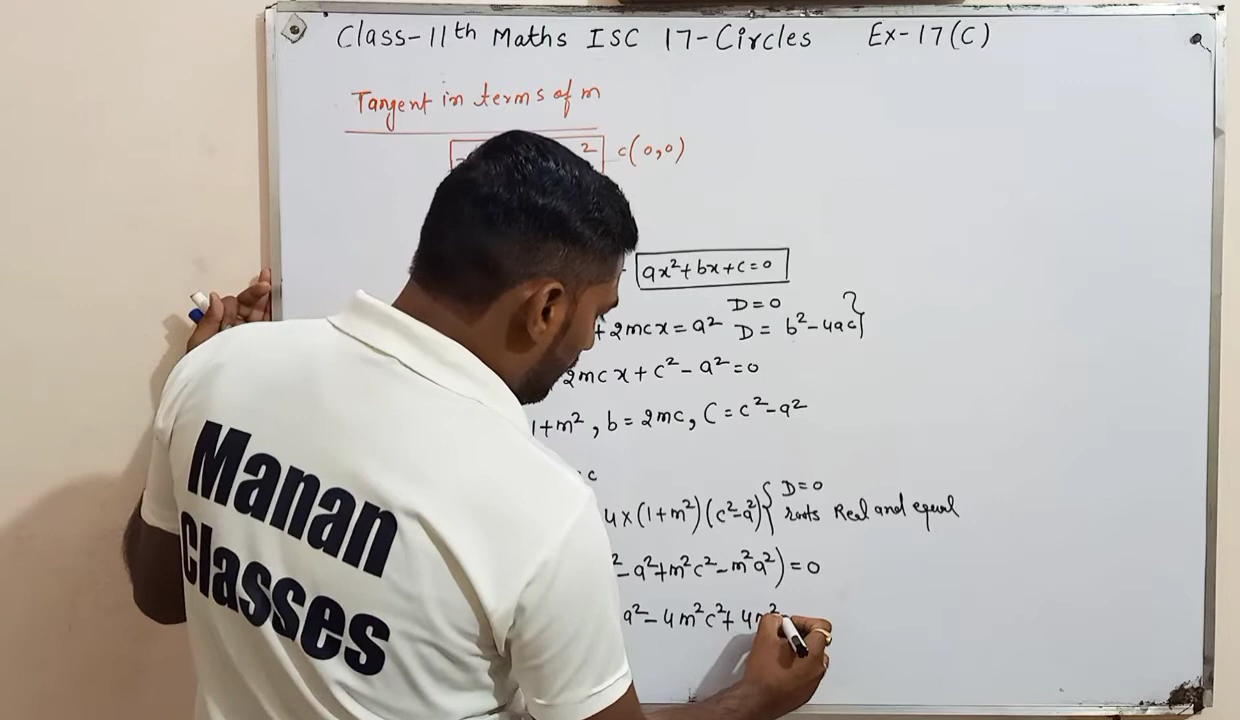 Class-11th Maths ISC 17-Circles Ex-17(C)
Tangent in terms of m
2 c(0,0)
ax²+bx+c=0
D=0
+2mcx=a² D= b²-4ac}
2mcx+c²-a²=0
1+m², b=2mc, C=c²-a²
c
4×(1+m²)(c²-a²) { D=0
roots Real and equal
²-a²+m²c²-m²a²)=0
a²-4m²c²+4m²
Manan
Classes